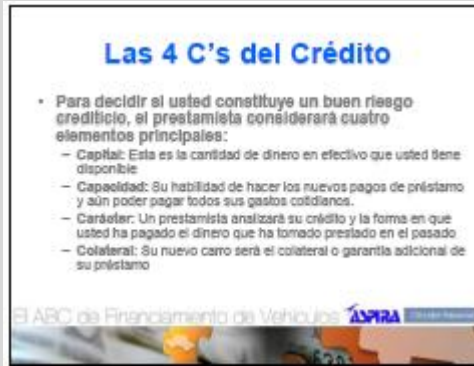 Las 4 C's del Crédito
• Para decidir si usted constituye un buen riesgo
crediticio, el prestamista considerará cuatro
elementos principales:
– Capital: Esta es la cantidad de dinero en efectivo que usted tiene
disponible
– Capacidad: Su habilidad de hacer los nuevos pagos de préstamo
y aún poder pagar todos sus gastos cotidianos.
– Carácter: Un prestamista analizará su crédito y la forma en que
usted ha pagado el dinero que ha tomado prestado en el pasado
– Colateral: Su nuevo carro será el colateral o garantía adicional de
su préstamo
El ABC de Financiamiento de Vehículos ASPIRA